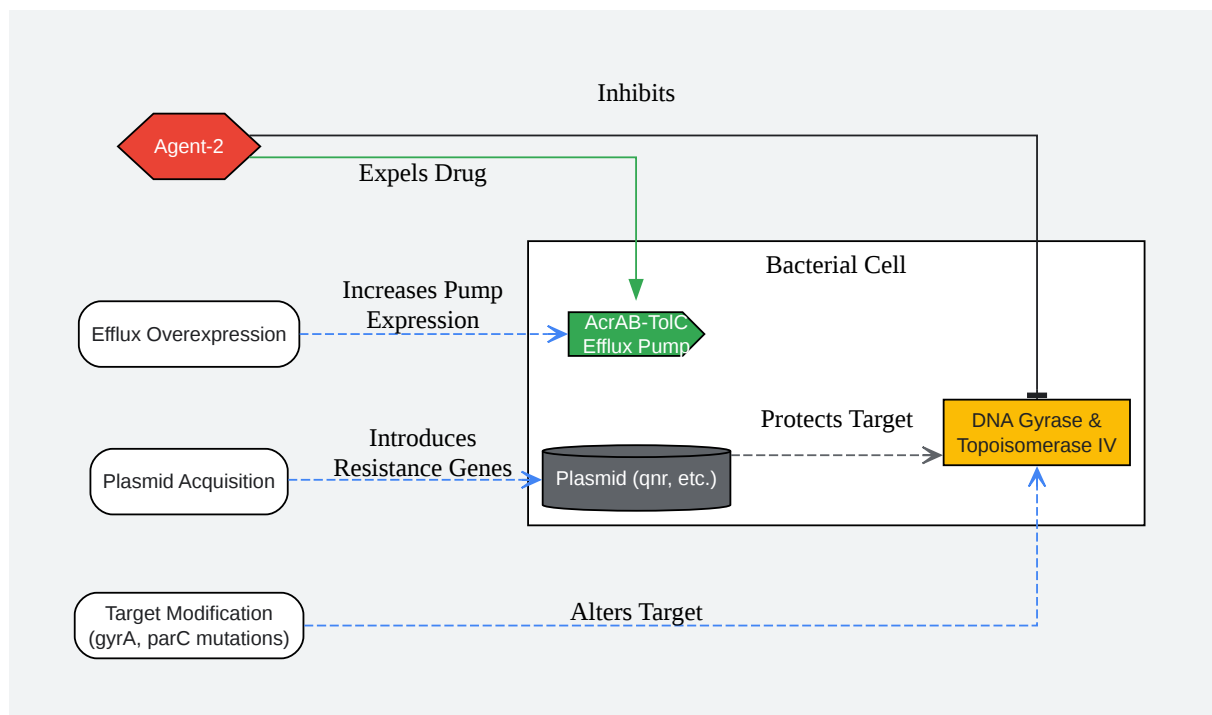 Inhibits
Agent-2
Expels Drug
Bacterial Cell
Increases Pump
Expression
Efflux Overexpression
AcrAB-TolC
Efflux Pump
Protects Target
DNA Gyrase &
Topoisomerase IV
Introduces
Resistance Genes
Plasmid Acquisition
Plasmid (qnr, etc.)
Alters Target
Target Modification
(gyrA, parC mutations)